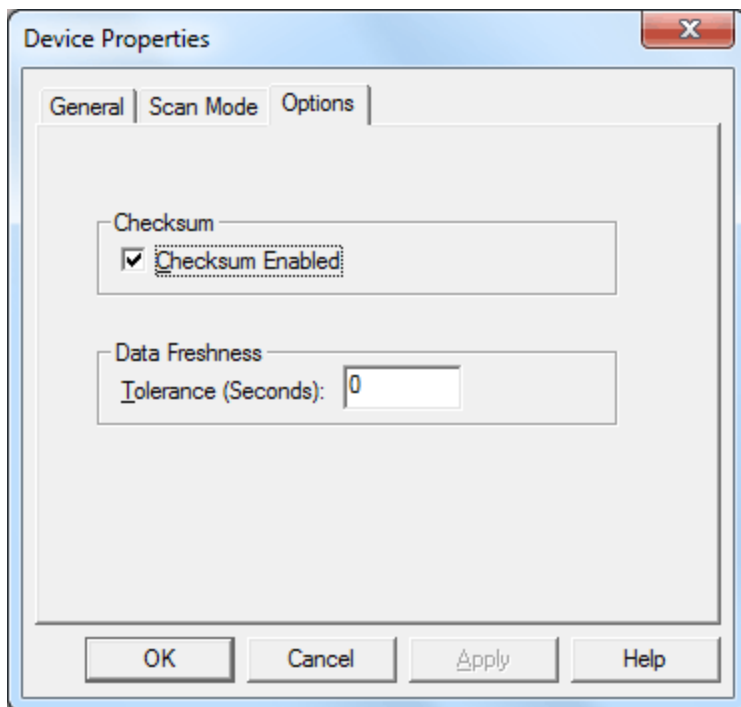 Device Properties
General Scan Mode Options
Checksum
Checksum Enabled
Data Freshness
Tolerance (Seconds): 0
OK Cancel Apply Help